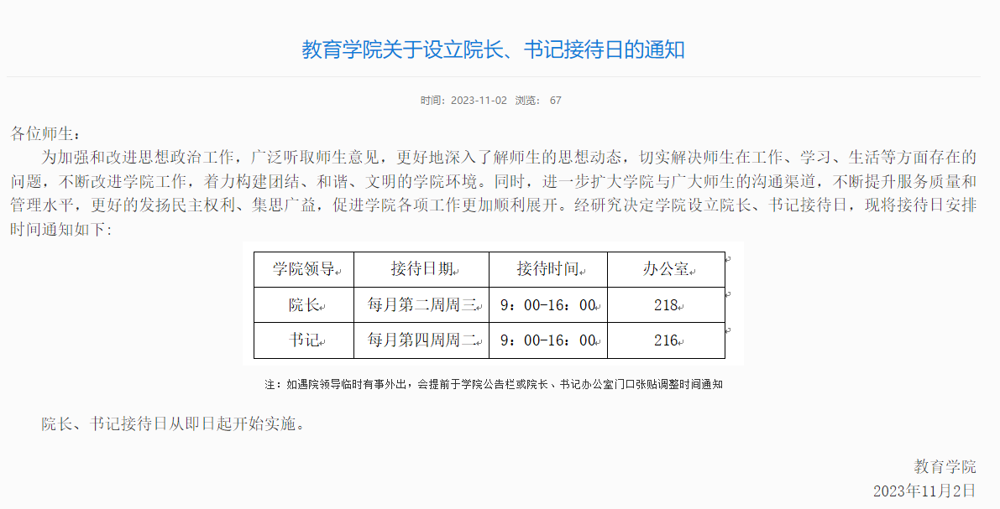 教育学院关于设立院长、书记接待日的通知
时间：2023-11-02 浏览： 67
各位师生：
为加强和改进思想政治工作，广泛听取师生意见，更好地深入了解师生的思想动态，切实解决师生在工作、学习、生活等方面存在的
问题，不断改进学院工作，着力构建团结、和谐、文明的学院环境。同时，进一步扩大学院与广大师生的沟通渠道，不断提升服务质量和
管理水平，更好的发扬民主权利、集思广益，促进学院各项工作更加顺利展开。经研究决定学院设立院长、书记接待日，现将接待日安排
时间通知如下:
学院领导 接待日期 接待时间 办公室
院长 每月第二周周三 9：00-16：00 218
书记 每月第四周周二 9：00-16：00 216
注：如遇院领导临时有事外出，会提前于学院公告栏或院长、书记办公室门口张贴调整时间通知
院长、书记接待日从即日起开始实施。
教育学院
2023年11月2日